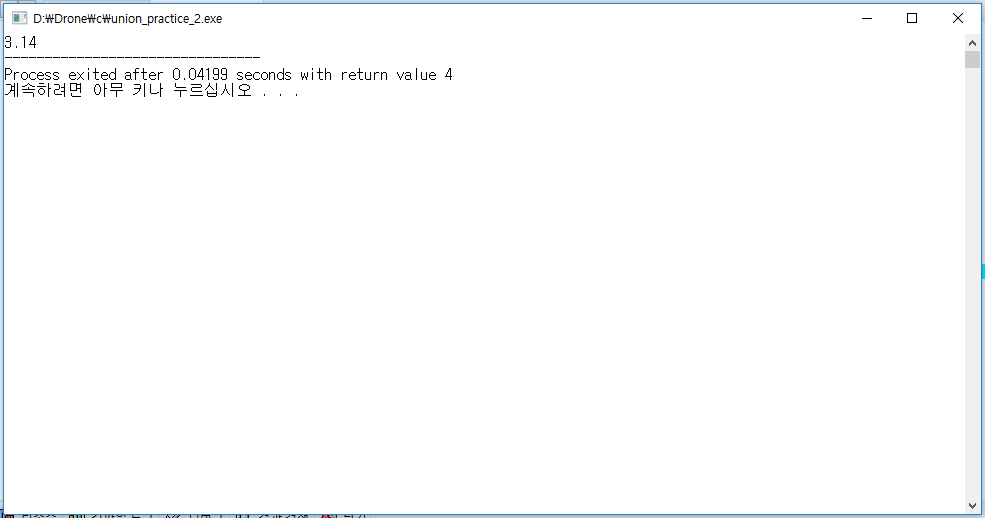 D:₩Drone₩c₩union_practice_2.exe
3.14
--------------------------------
Process exited after 0.04199 seconds with return value 4
계속하려면 아무 키나 누르십시오 . . .